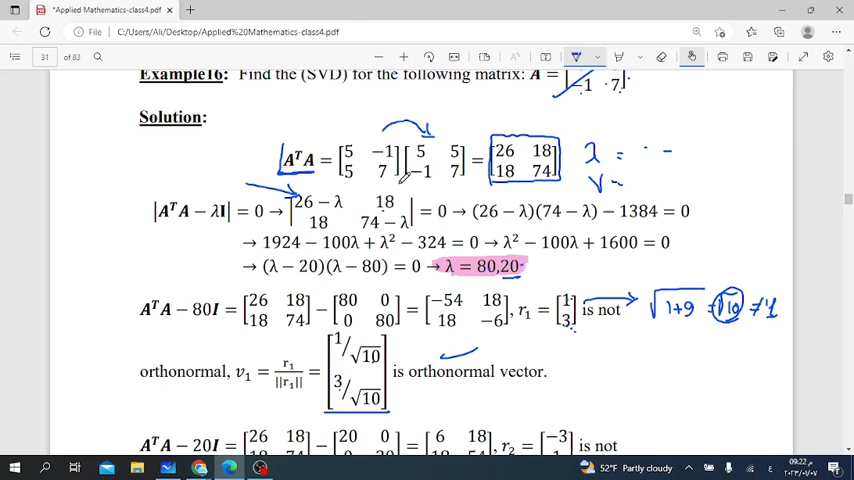 *Applied Mathematics-class4.pdf
File C:/Users/Ali/Desktop/Applied%20Mathematics-class4.pdf
31 of 83
Example16: Find the (SVD) for the following matrix: A = [ −1 7 ].
Solution:
AᵀA = [5 −1; 5 7][5 5; −1 7] = [26 18; 18 74] λ = · −
V =
|AᵀA − λI| = 0 → |26 − λ 18; 18 74 − λ| = 0 → (26 − λ)(74 − λ) − 1384 = 0
→ 1924 − 100λ + λ² − 324 = 0 → λ² − 100λ + 1600 = 0
→ (λ − 20)(λ − 80) = 0 → λ = 80,20
AᵀA − 80I = [26 18; 18 74] − [80 0; 0 80] = [−54 18; 18 −6], r₁ = [1; 3] is not √1+9 = √10 ≠ 1
orthonormal, v₁ = r₁/||r₁|| = [1/√10; 3/√10] is orthonormal vector.
AᵀA − 20I = [26 18; ] − [20 0; ] = [6 18; ], r₂ = [−3; ] is not
52°F Partly cloudy ع 09:22 م
٢٠٢٣/٠١/٠٧